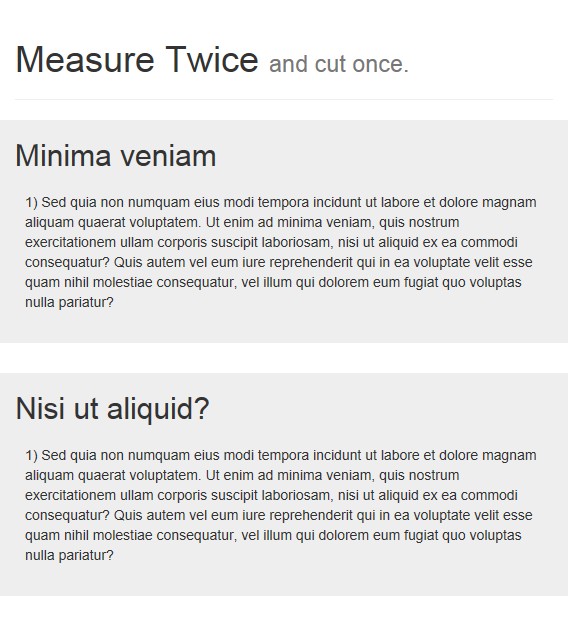 Measure Twice and cut once.
Minima veniam
1) Sed quia non numquam eius modi tempora incidunt ut labore et dolore magnam
aliquam quaerat voluptatem. Ut enim ad minima veniam, quis nostrum
exercitationem ullam corporis suscipit laboriosam, nisi ut aliquid ex ea commodi
consequatur? Quis autem vel eum iure reprehenderit qui in ea voluptate velit esse
quam nihil molestiae consequatur, vel illum qui dolorem eum fugiat quo voluptas
nulla pariatur?
Nisi ut aliquid?
1) Sed quia non numquam eius modi tempora incidunt ut labore et dolore magnam
aliquam quaerat voluptatem. Ut enim ad minima veniam, quis nostrum
exercitationem ullam corporis suscipit laboriosam, nisi ut aliquid ex ea commodi
consequatur? Quis autem vel eum iure reprehenderit qui in ea voluptate velit esse
quam nihil molestiae consequatur, vel illum qui dolorem eum fugiat quo voluptas
nulla pariatur?